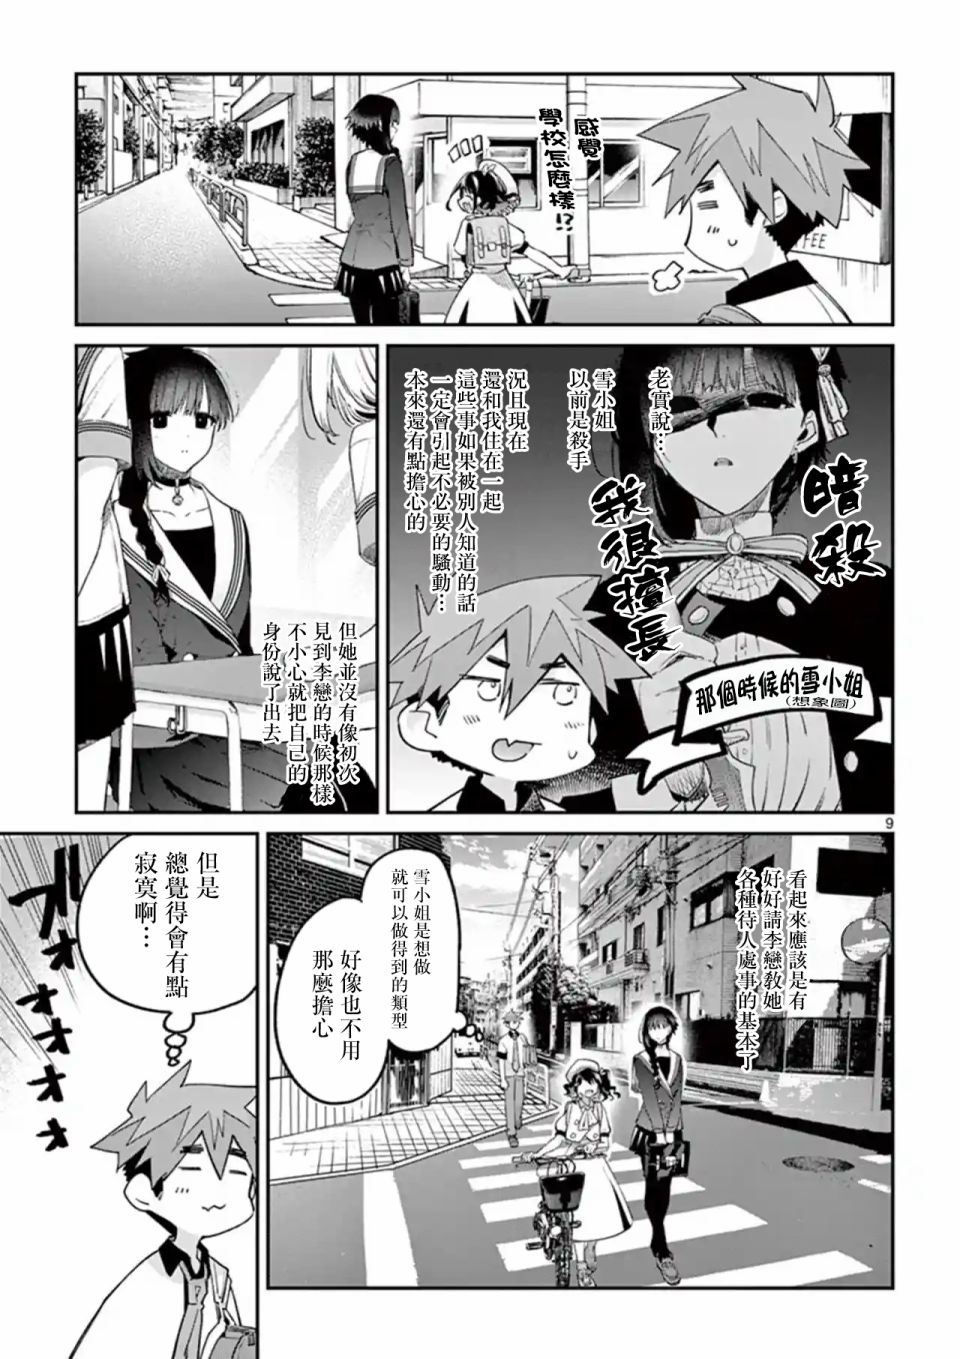 感覺
學校怎麼樣!?
FEE
老實說…
雪小姐
以前是殺手
暗殺
我很擅長
那個時候的雪小姐
(想象圖)
況且現在
還和我住在一起
這些事如果被別人知道的話
一定會引起不必要的騷動…
本來還有點擔心的
但她並沒有像初次
見到李戀的時候那樣
不小心就把自己的
身份說了出去
9
看起來應該是有
好好請李戀教她
各種待人處事的基本了
雪小姐是想做
就可以做得到的類型
好像也不用
那麼擔心
但是
總覺得會有點
寂寞啊…
オオオオオ